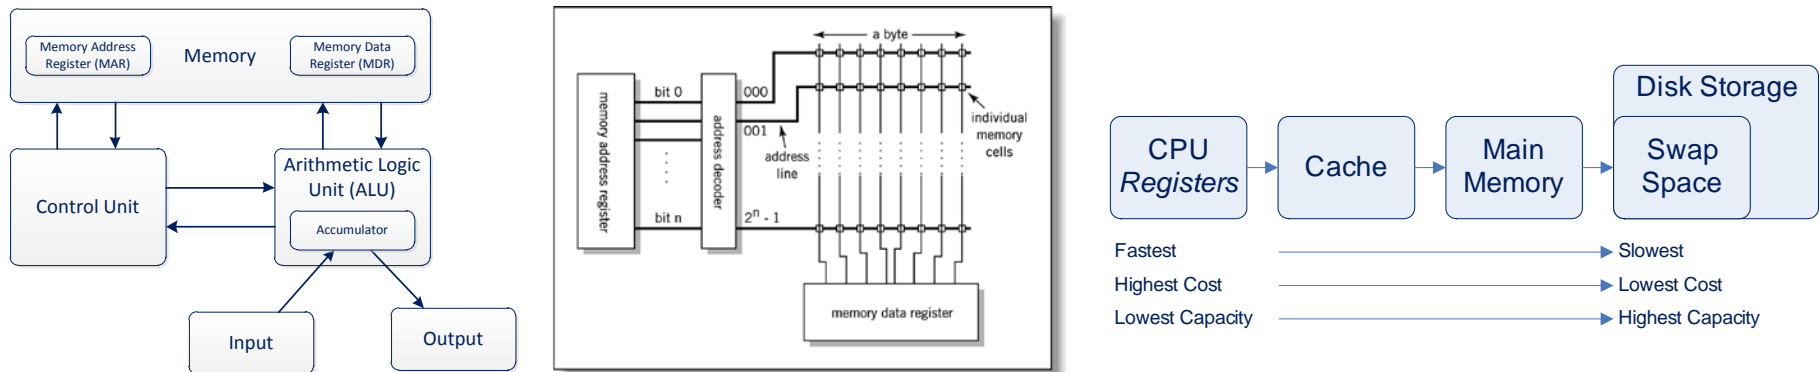 Memory Address
Register (MAR)
Memory
Memory Data
Register (MDR)
Control Unit
Arithmetic Logic
Unit (ALU)
Accumulator
Input
Output
a byte
memory address register
bit 0
bit n
address decoder
000
001
2ⁿ - 1
address
line
individual
memory
cells
memory data register
CPU
Registers
Cache
Main
Memory
Disk Storage
Swap
Space
Fastest
Slowest
Highest Cost
Lowest Cost
Lowest Capacity
Highest Capacity